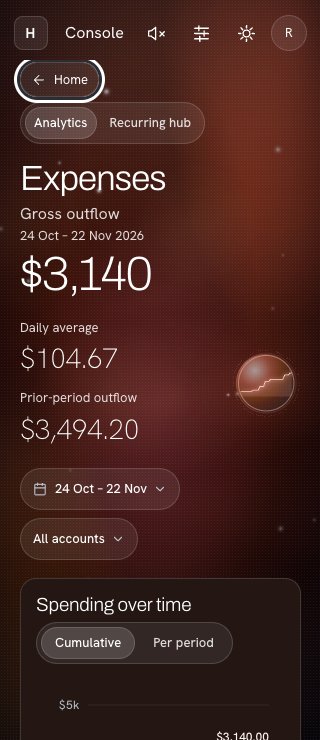 H Console R
Home
Analytics Recurring hub
Expenses
Gross outflow
24 Oct – 22 Nov 2026
$3,140
Daily average
$104.67
Prior-period outflow
$3,494.20
24 Oct – 22 Nov
All accounts
Spending over time
Cumulative Per period
$5k
$3,140.00